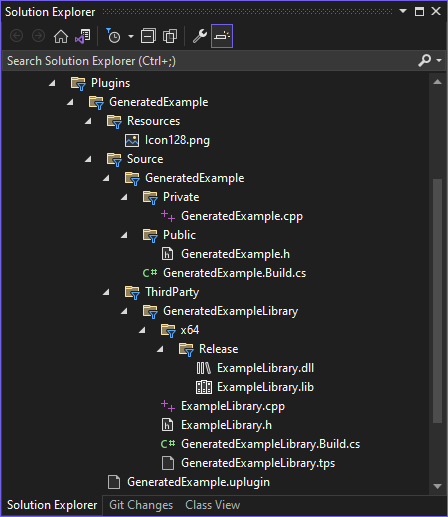 Solution Explorer
Search Solution Explorer (Ctrl+;)
Plugins
GeneratedExample
Resources
Icon128.png
Source
GeneratedExample
Private
GeneratedExample.cpp
Public
GeneratedExample.h
C# GeneratedExample.Build.cs
ThirdParty
GeneratedExampleLibrary
x64
Release
ExampleLibrary.dll
ExampleLibrary.lib
ExampleLibrary.cpp
ExampleLibrary.h
C# GeneratedExampleLibrary.Build.cs
GeneratedExampleLibrary.tps
GeneratedExample.uplugin
Solution Explorer Git Changes Class View